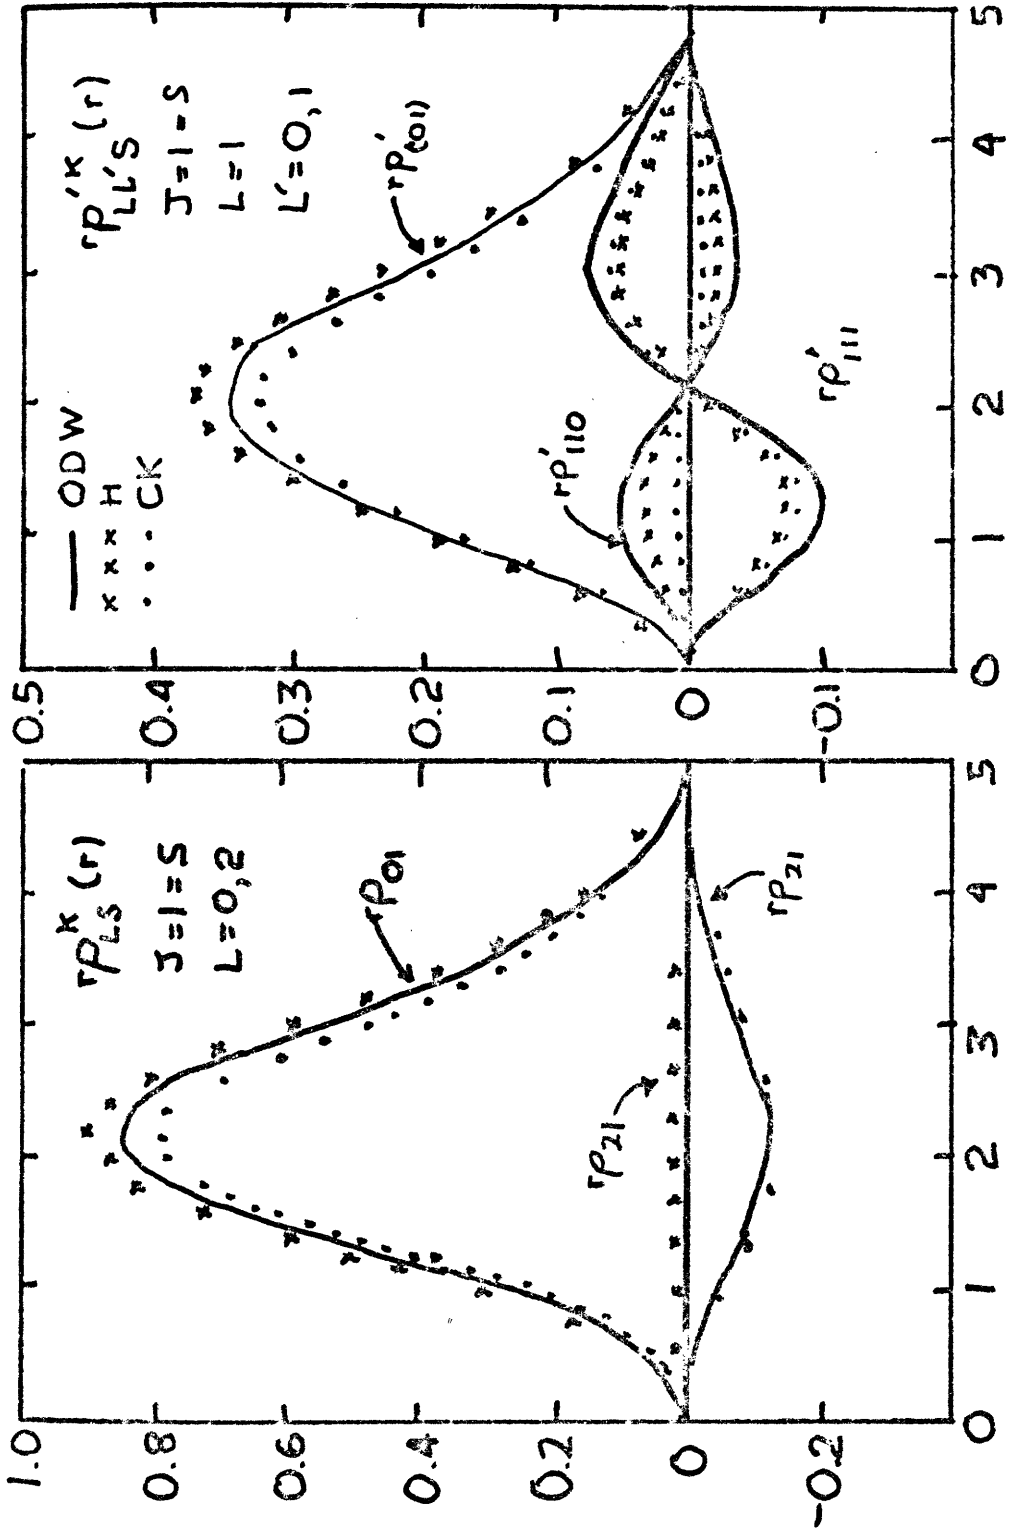 rρᴷ_LS (r)
J=1=S
L=0,2
rρ₀₁
rρ₂₁
rρ₂₁
1.0
0.8
0.6
0.4
0.2
0
-0.2
0 1 2 3 4 5
— ODW
x x x H
• • • CK
rρ'ᴷ_LL'S (r)
J=1=S
L=1
L'=0,1
rρ'₍₀₁₎
rρ'₁₁₀
rρ'₁₁₁
0.5
0.4
0.3
0.2
0.1
0
-0.1
0 1 2 3 4 5